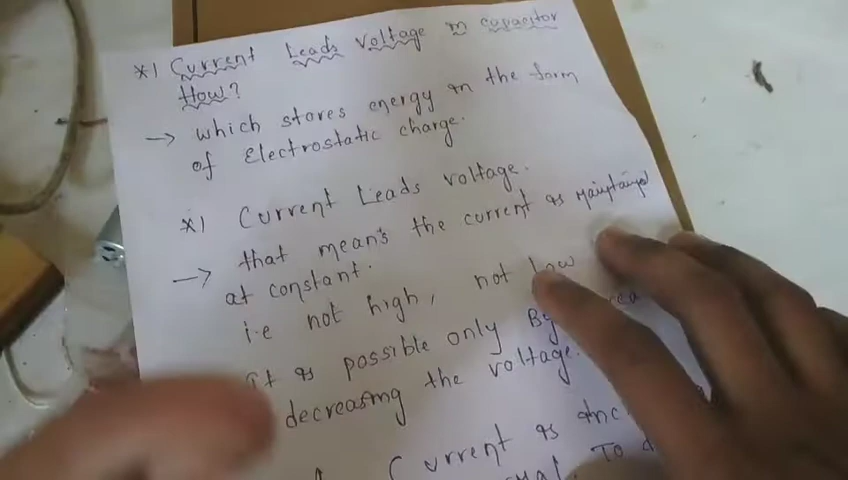 *) Current Leads Voltage in capacitor
How?
→ which stores energy in the form
of Electrostatic charge.
*) Current Leads voltage.
→ that mean's the current is Maintained
at constant.
i.e not high, not Low
it is possible only By
decreasing the voltage.
Current is
To